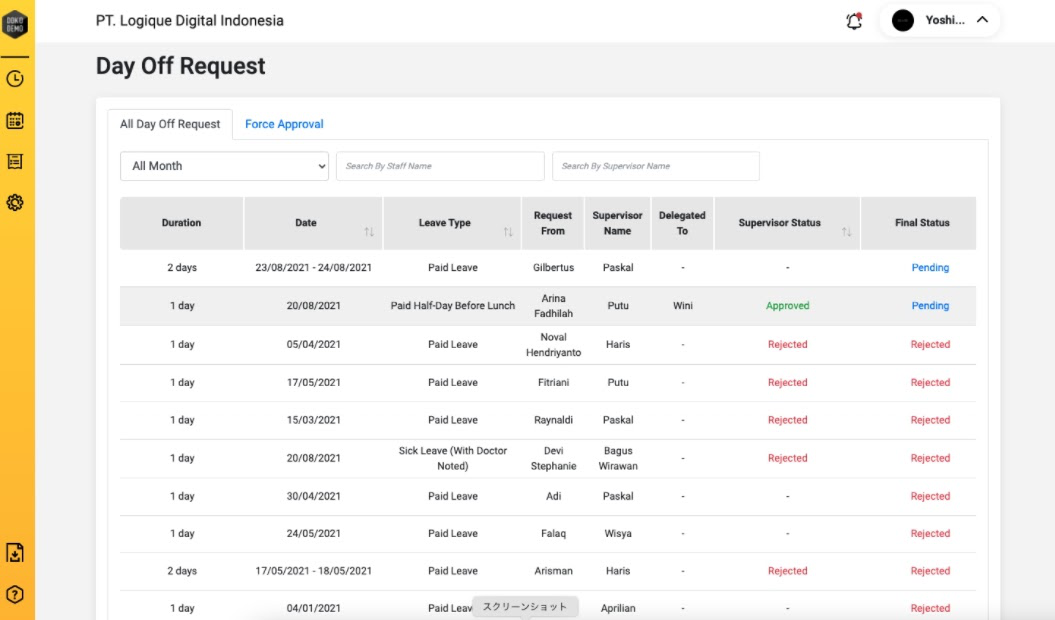 DOKO
DEMO
PT. Logique Digital Indonesia
Yoshi...
Day Off Request
All Day Off Request Force Approval
All Month Search By Staff Name Search By Supervisor Name
Duration Date Leave Type Request From Supervisor Name Delegated To Supervisor Status Final Status
2 days 23/08/2021 - 24/08/2021 Paid Leave Gilbertus Paskal - - Pending
1 day 20/08/2021 Paid Half-Day Before Lunch Arina Fadhilah Putu Wini Approved Pending
1 day 05/04/2021 Paid Leave Noval Hendriyanto Haris - Rejected Rejected
1 day 17/05/2021 Paid Leave Fitriani Putu - Rejected Rejected
1 day 15/03/2021 Paid Leave Raynaldi Paskal - Rejected Rejected
1 day 20/08/2021 Sick Leave (With Doctor Noted) Devi Stephanie Bagus Wirawan - Rejected Rejected
1 day 30/04/2021 Paid Leave Adi Paskal - - Rejected
1 day 24/05/2021 Paid Leave Falaq Wisya - - Rejected
2 days 17/05/2021 - 18/05/2021 Paid Leave Arisman Haris - Rejected Rejected
1 day 04/01/2021 Paid Leav Aprilian - - Rejected
スクリーンショット